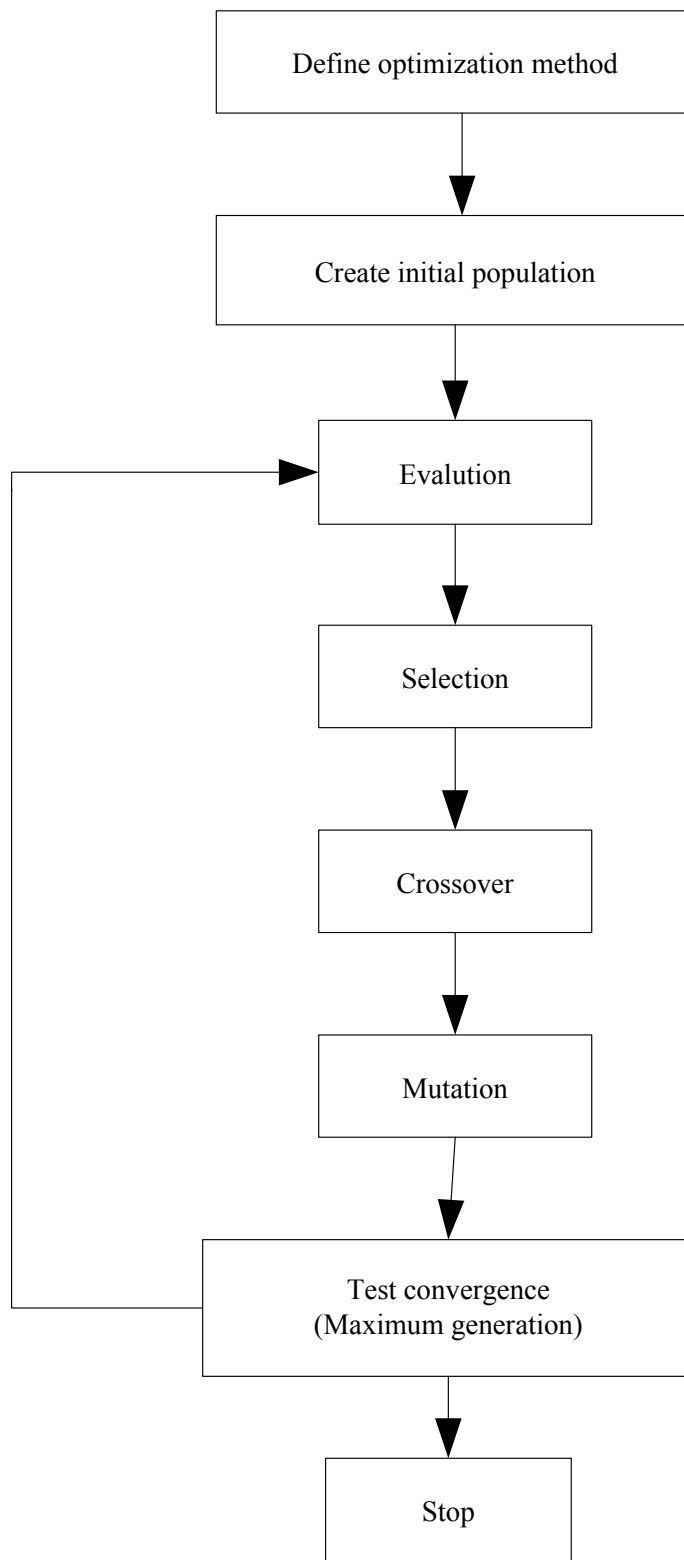 Define optimization method
Create initial population
Evalution
Selection
Crossover
Mutation
Test convergence
(Maximum generation)
Stop